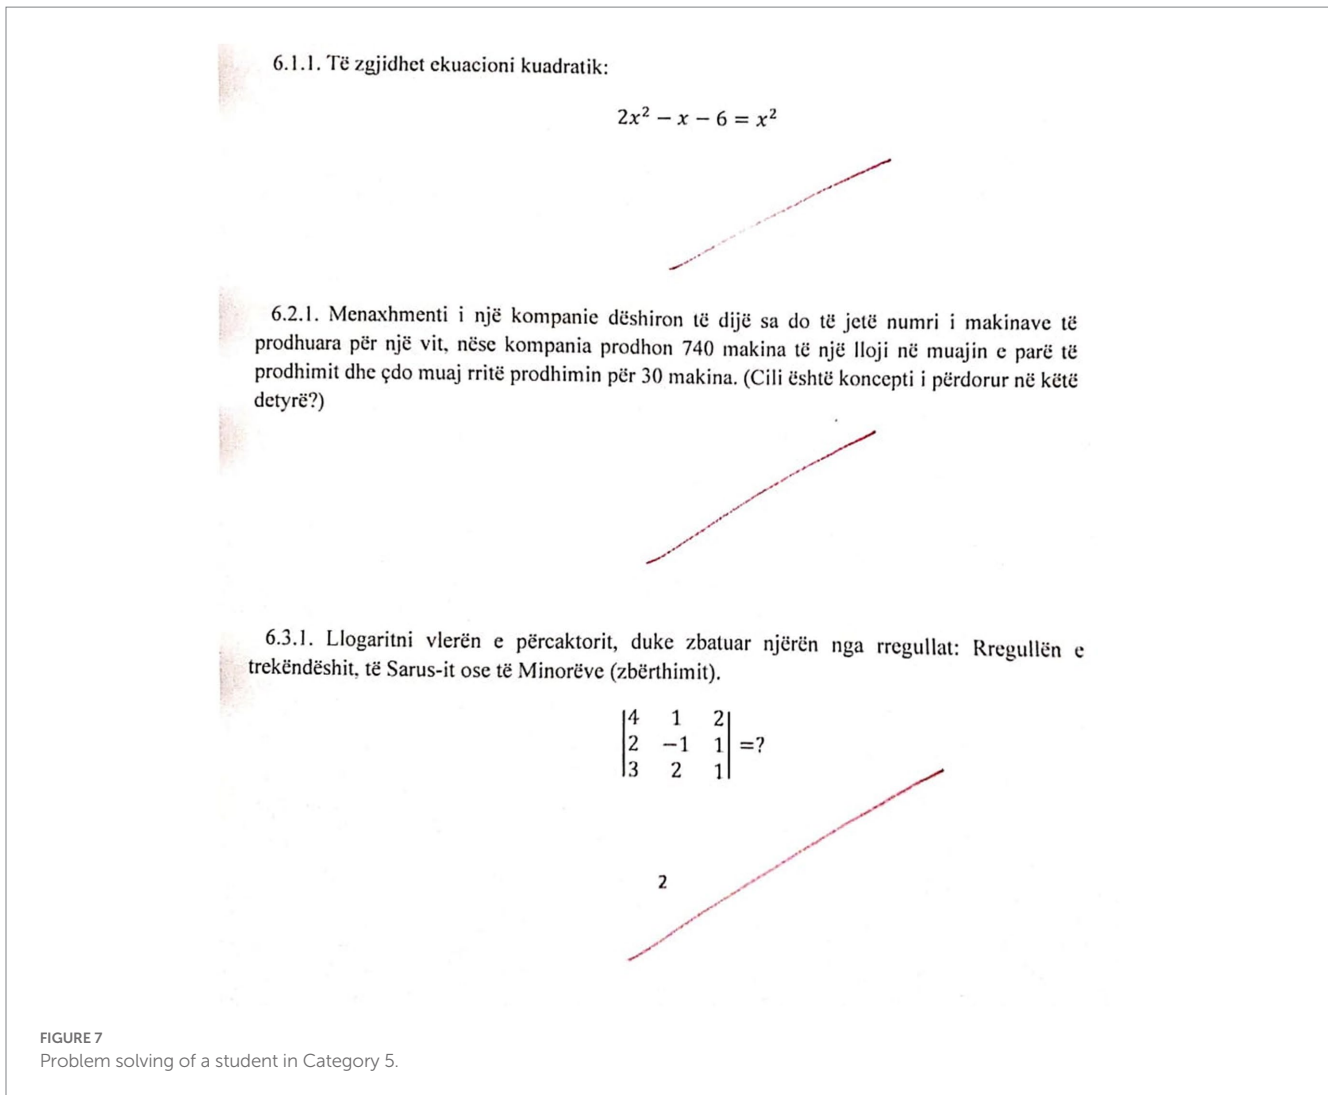 6.1.1. Të zgjidhet ekuacioni kuadratik:
2x² − x − 6 = x²
6.2.1. Menaxhmenti i një kompanie dëshiron të dijë sa do të jetë numri i makinave të
prodhuara për një vit, nëse kompania prodhon 740 makina të një lloji në muajin e parë të
prodhimit dhe çdo muaj rritë prodhimin për 30 makina. (Cili është koncepti i përdorur në këtë
detyrë?)
6.3.1. Llogaritni vlerën e përcaktorit, duke zbatuar njërën nga rregullat: Rregullën e
trekëndëshit, të Sarus-it ose të Minorëve (zbërthimit).
|4 1 2|
|2 −1 1| =?
|3 2 1|
2
FIGURE 7
Problem solving of a student in Category 5.